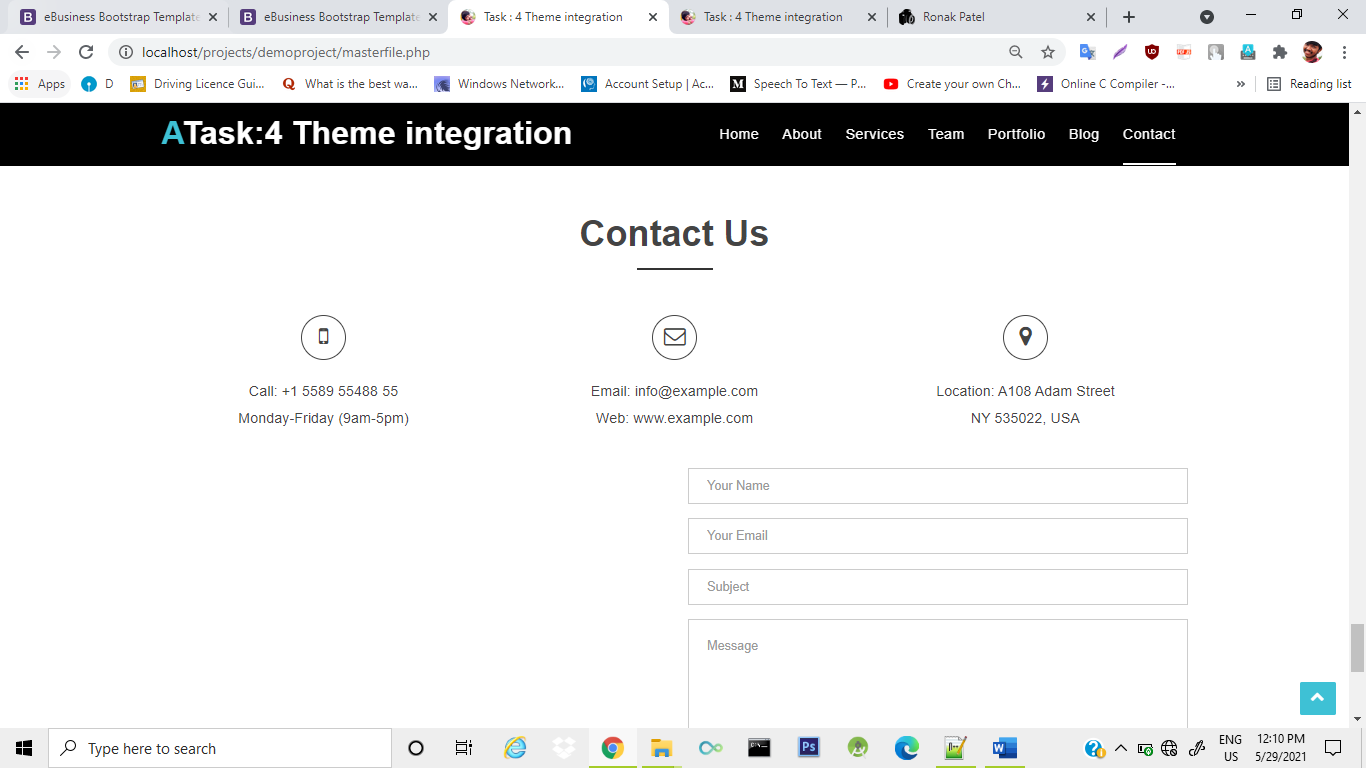 eBusiness Bootstrap Template
eBusiness Bootstrap Template
Task : 4 Theme integration
Task : 4 Theme integration
Ronak Patel
localhost/projects/demoproject/masterfile.php
Apps
D
Driving Licence Gui...
What is the best wa...
Windows Network...
Account Setup | Ac...
Speech To Text — P...
Create your own Ch...
Online C Compiler -...
»
Reading list
ATask:4 Theme integration
Home About Services Team Portfolio Blog Contact
Contact Us
Call: +1 5589 55488 55
Monday-Friday (9am-5pm)
Email: info@example.com
Web: www.example.com
Location: A108 Adam Street
NY 535022, USA
Your Name
Your Email
Subject
Message
Type here to search
Ps
ENG
US
12:10 PM
5/29/2021